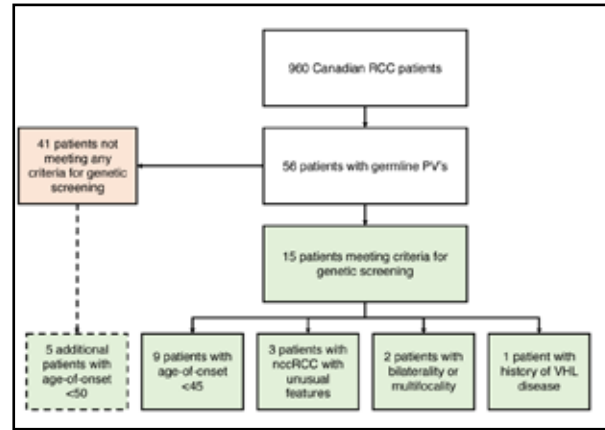 960 Canadian RCC patients
41 patients not
meeting any
criteria for genetic
screening
56 patients with germline PV's
15 patients meeting criteria for
genetic screening
5 additional
patients with
age-of-onset
<50
9 patients with
age-of-onset
<45
3 patients with
nccRCC with
unusual
features
2 patients with
bilaterality or
multifocality
1 patient with
history of VHL
disease